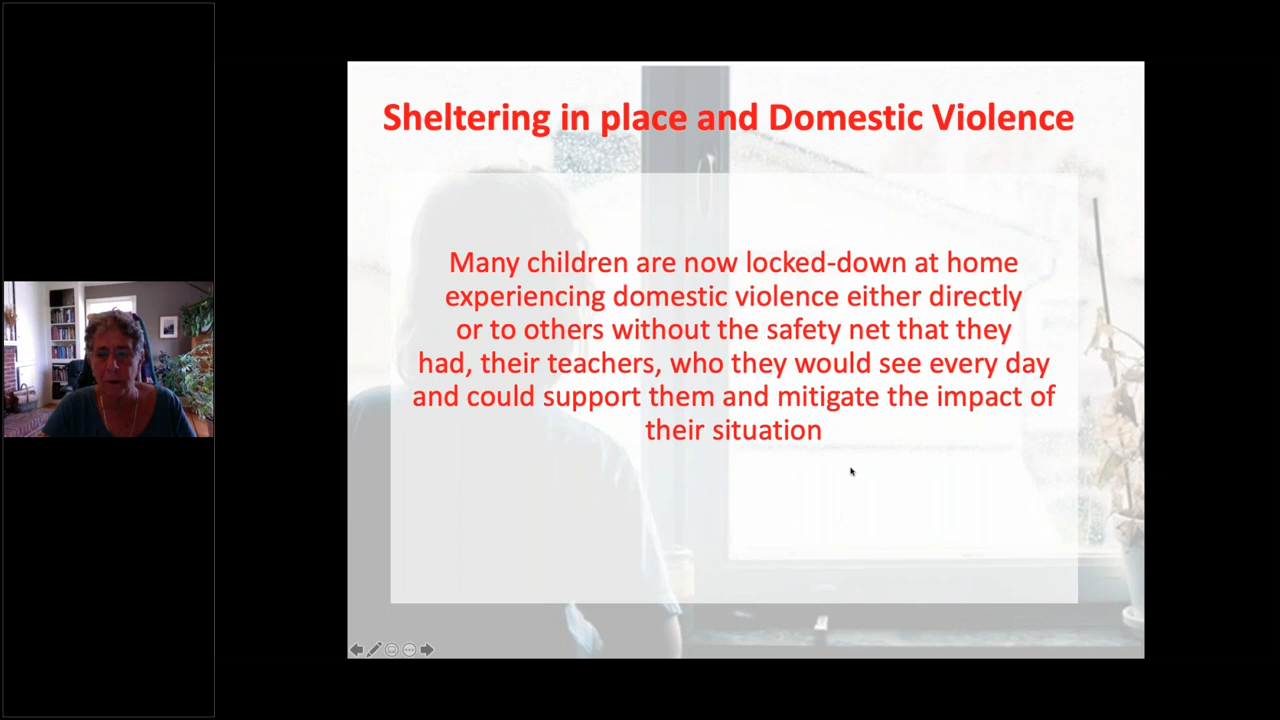 Sheltering in place and Domestic Violence
Many children are now locked-down at home
experiencing domestic violence either directly
or to others without the safety net that they
had, their teachers, who they would see every day
and could support them and mitigate the impact of
their situation